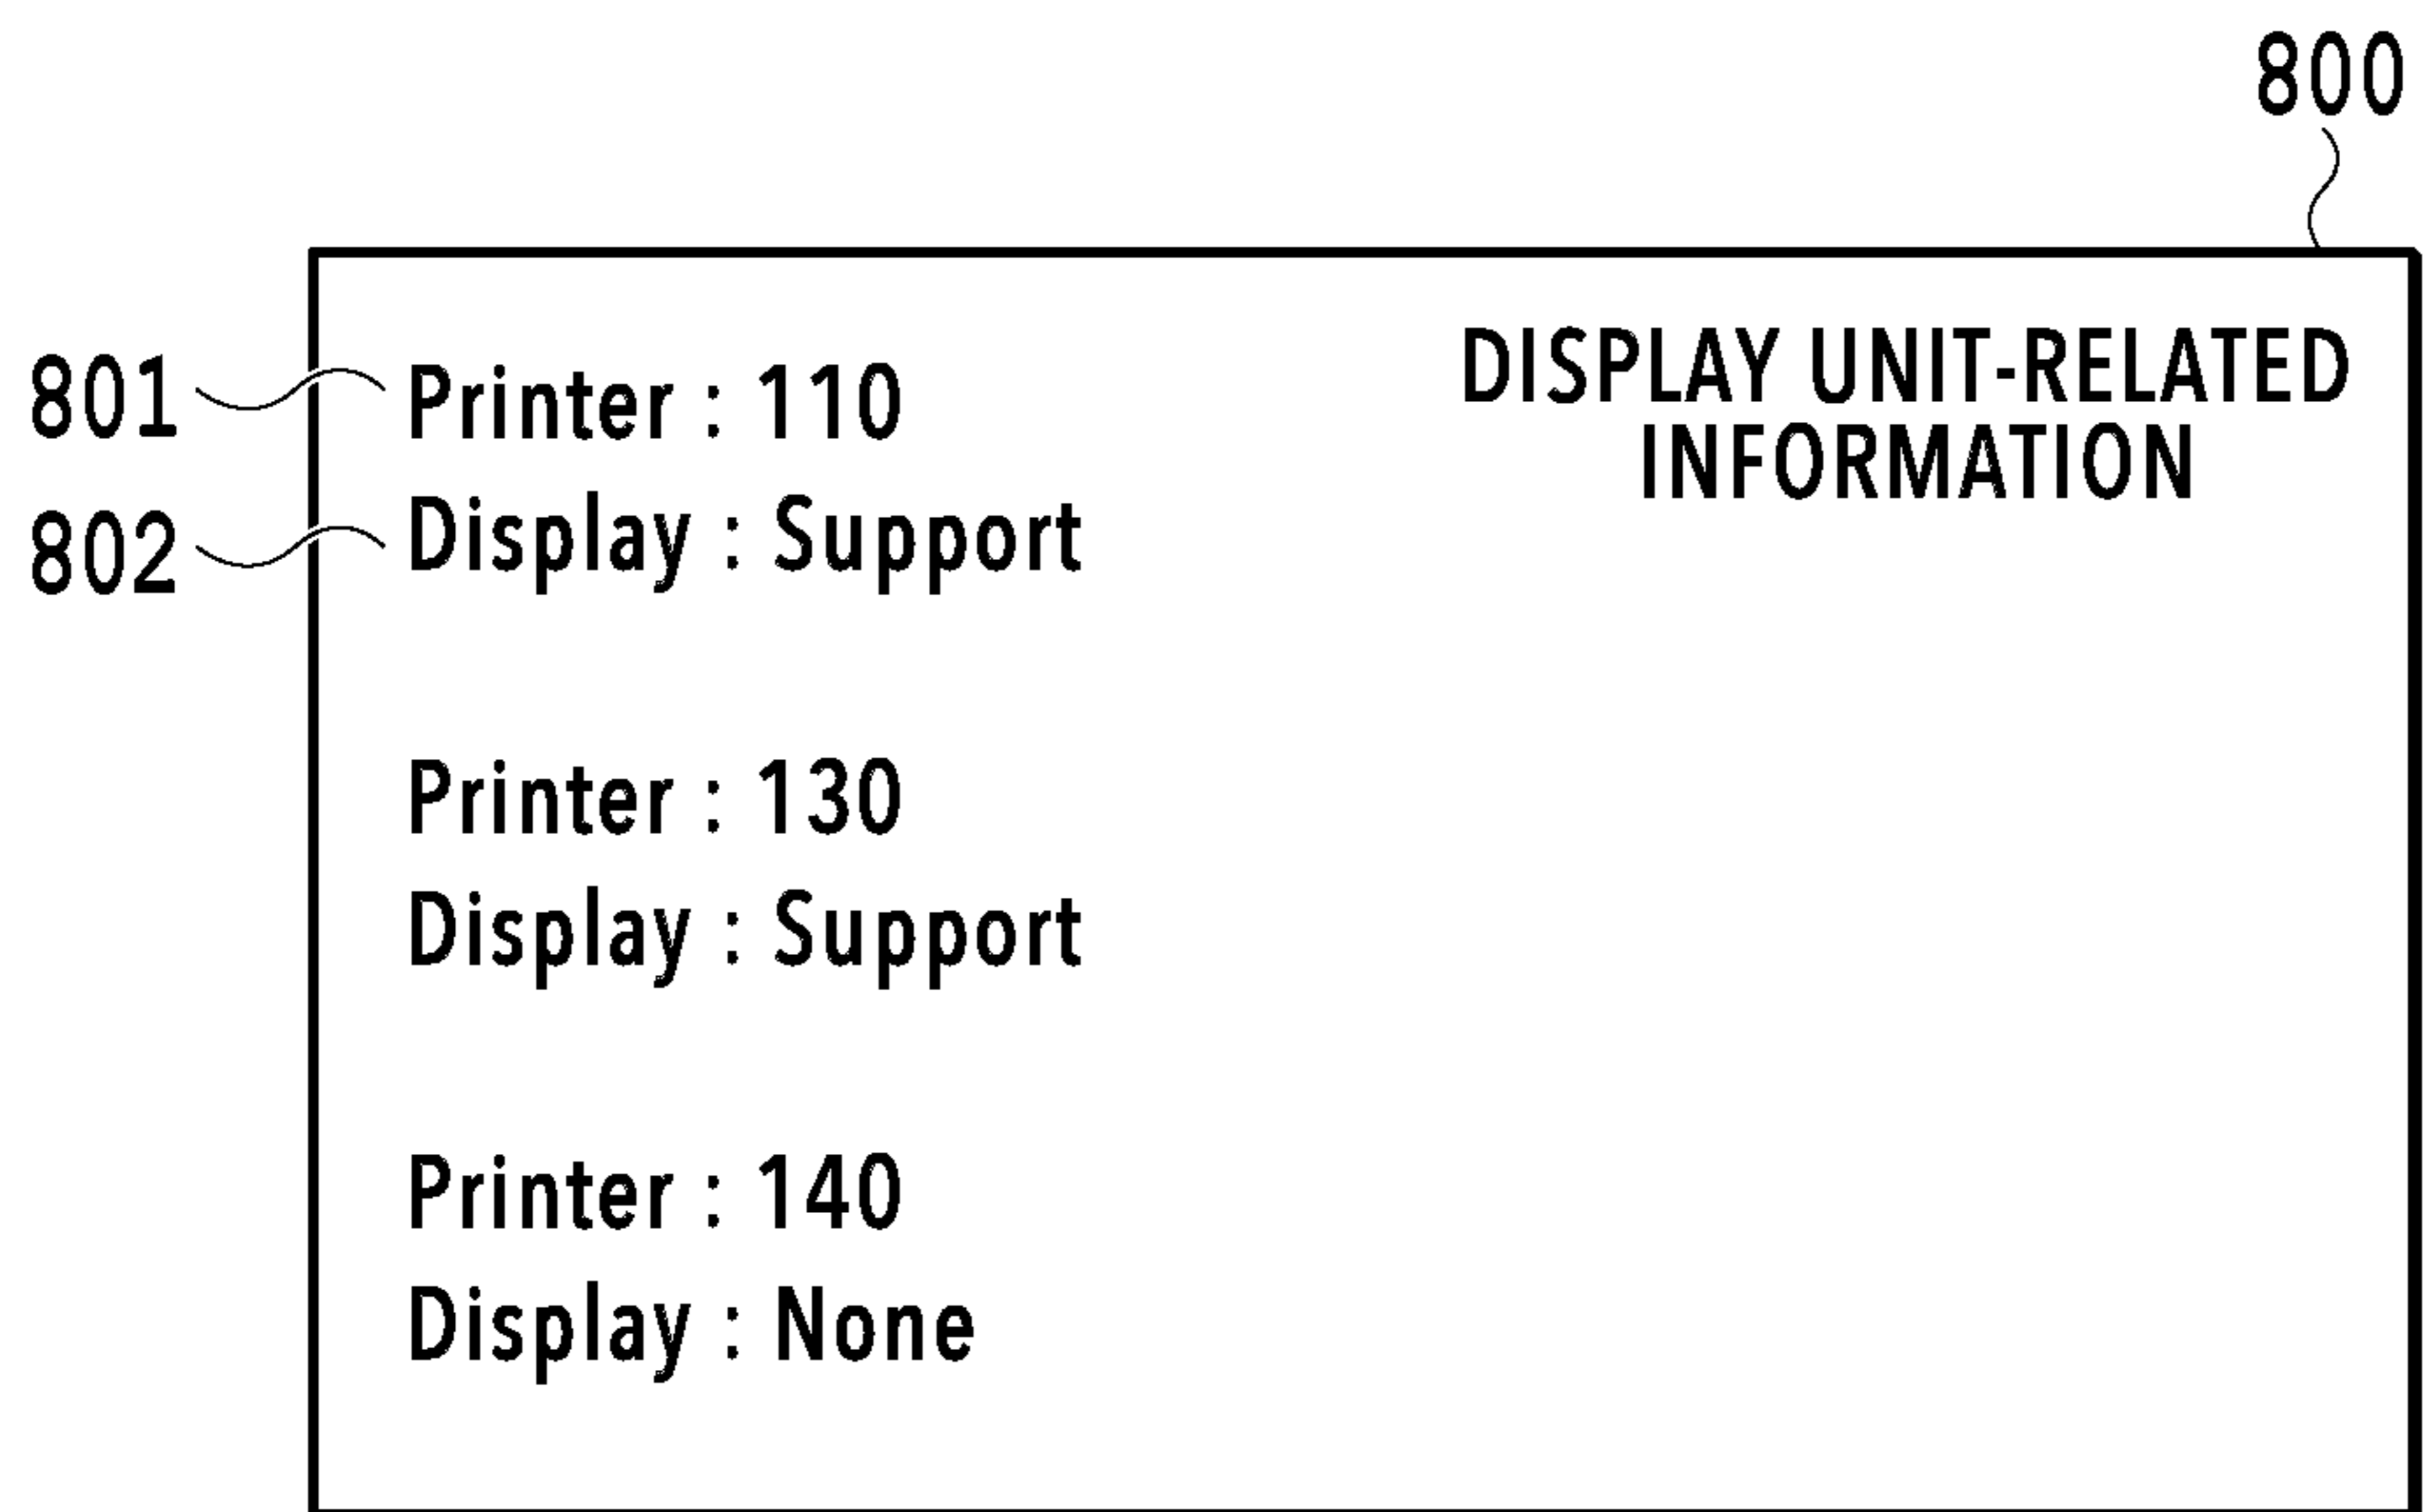 800
DISPLAY UNIT-RELATED
INFORMATION
801
Printer : 110
802
Display : Support
Printer : 130
Display : Support
Printer : 140
Display : None